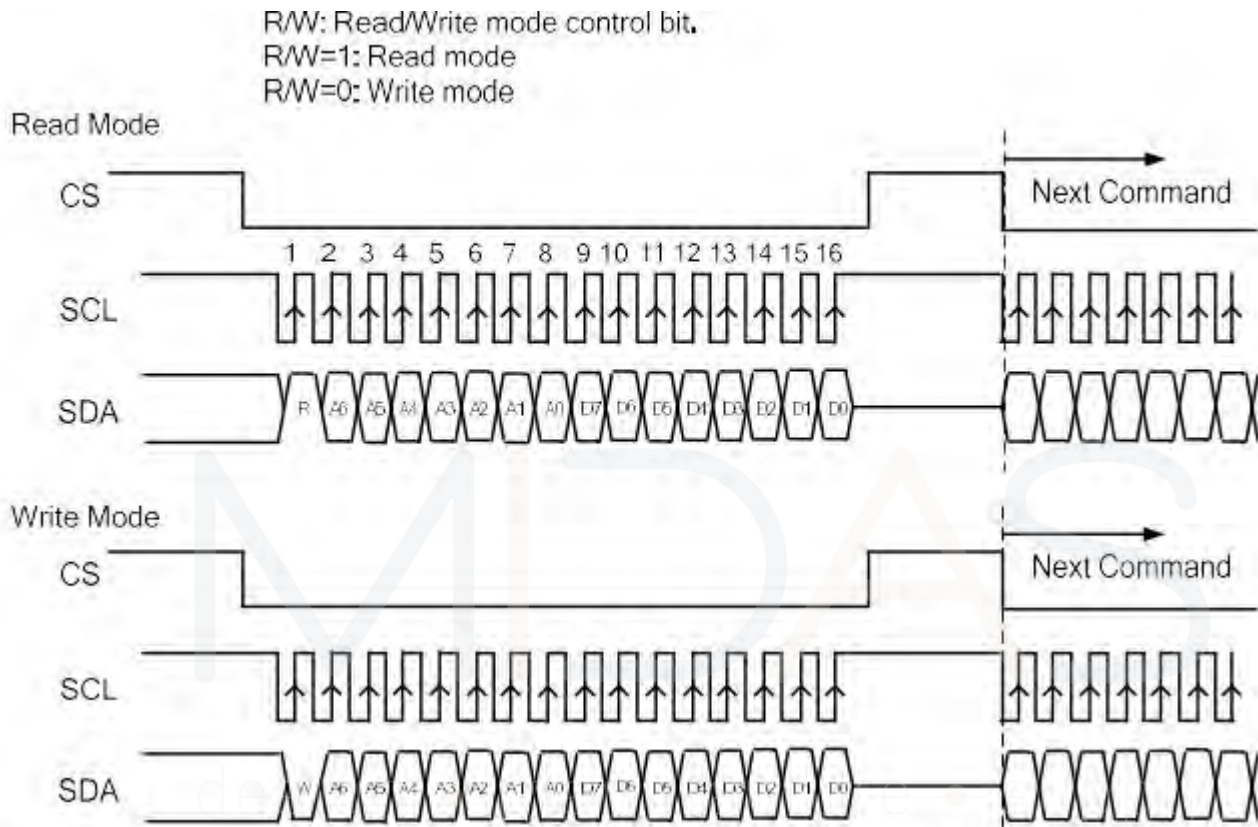 R/W: Read/Write mode control bit.
R/W=1: Read mode
R/W=0: Write mode
Read Mode
CS
Next Command
1 2 3 4 5 6 7 8 9 10 11 12 13 14 15 16
SCL
SDA
R A6 A5 A4 A3 A2 A1 A0 D7 D6 D5 D4 D3 D2 D1 D0
MIDAS
Write Mode
CS
Next Command
SCL
SDA
W A6 A5 A4 A3 A2 A1 A0 D7 D6 D5 D4 D3 D2 D1 D0